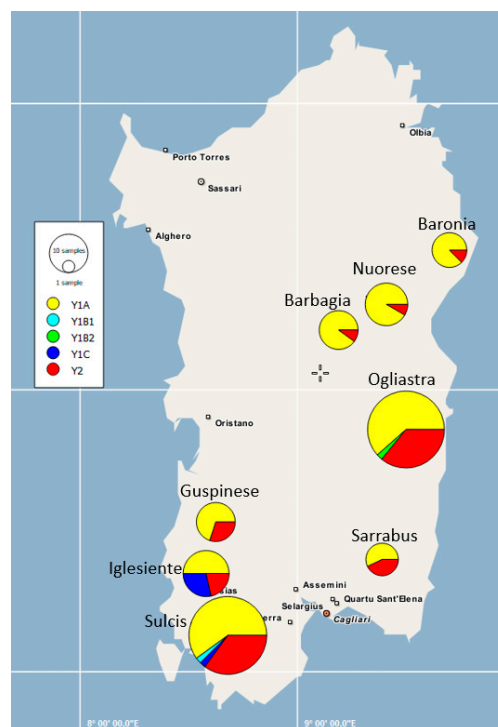 Olbia
Porto Torres
Sassari
Baronia
Alghero
10 samples
1 sample
Y1A
Y1B1
Y1B2
Y1C
Y2
Nuorese
Barbagia
Ogliastra
Oristano
Guspinese
Sarrabus
Iglesiente
Assemini
Quartu Sant'Elena
Selargius
Cagliari
Sulcis
8° 00' 00.0'' E
9° 00' 00.0'' E